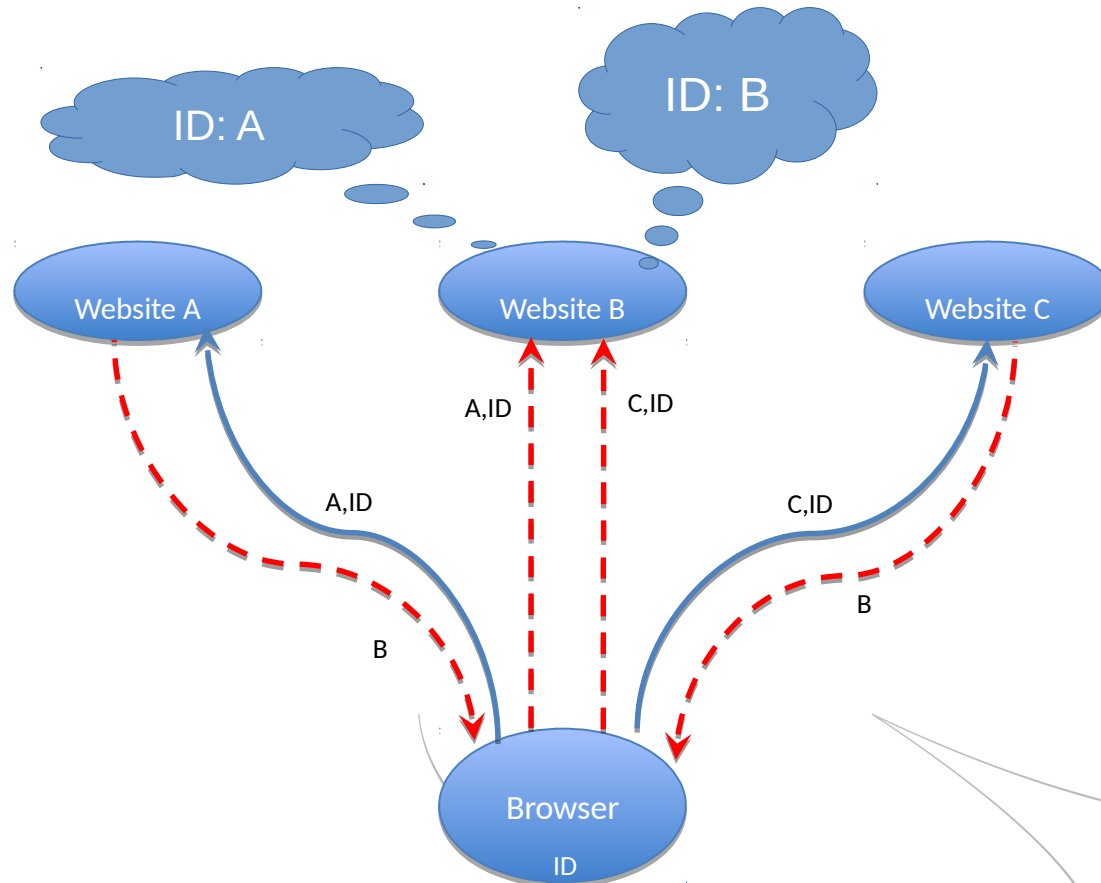 ID: A
ID: B
Website A
Website B
Website C
A,ID
C,ID
A,ID
C,ID
B
B
Browser
ID